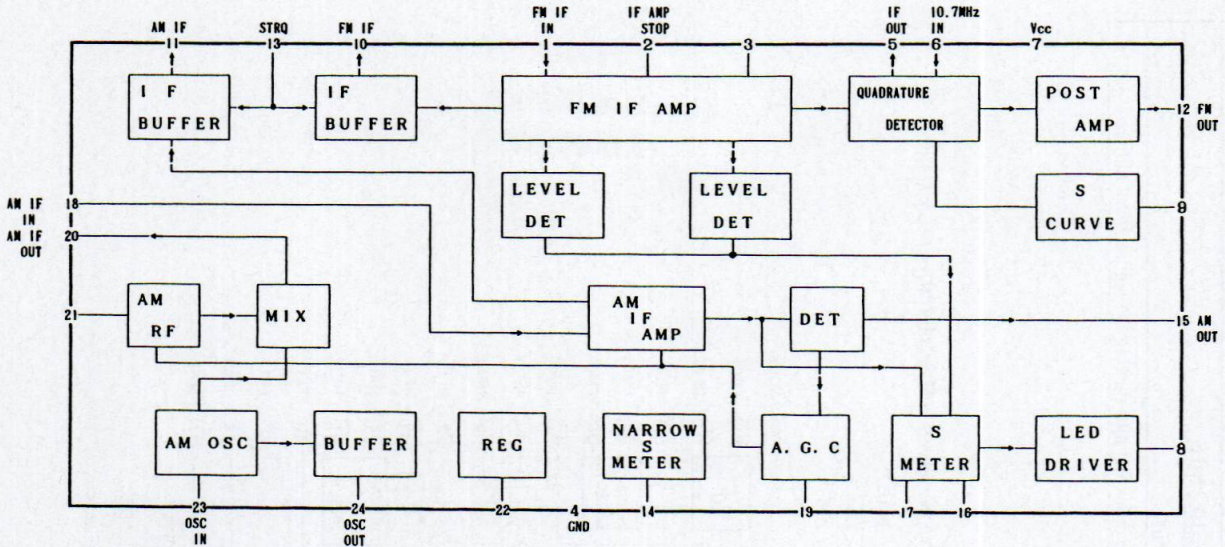 AM IF
11
STRQ
13
FM IF
10
FM IF
IN
1
IF AMP
STOP
2
3
IF
OUT
5
10.7MHz
IN
6
Vcc
7
IF
BUFFER
IF
BUFFER
FM IF AMP
QUADRATURE
DETECTOR
POST
AMP
12 FM
OUT
LEVEL
DET
LEVEL
DET
S
CURVE
9
AM IF
IN
18
AM IF
OUT
20
21
AM
RF
MIX
AM
IF
AMP
DET
15 AM
OUT
AM OSC
BUFFER
REG
NARROW
S
METER
A.G.C
S
METER
LED
DRIVER
8
23
OSC
IN
24
OSC
OUT
22
4
GND
14
19
17
16